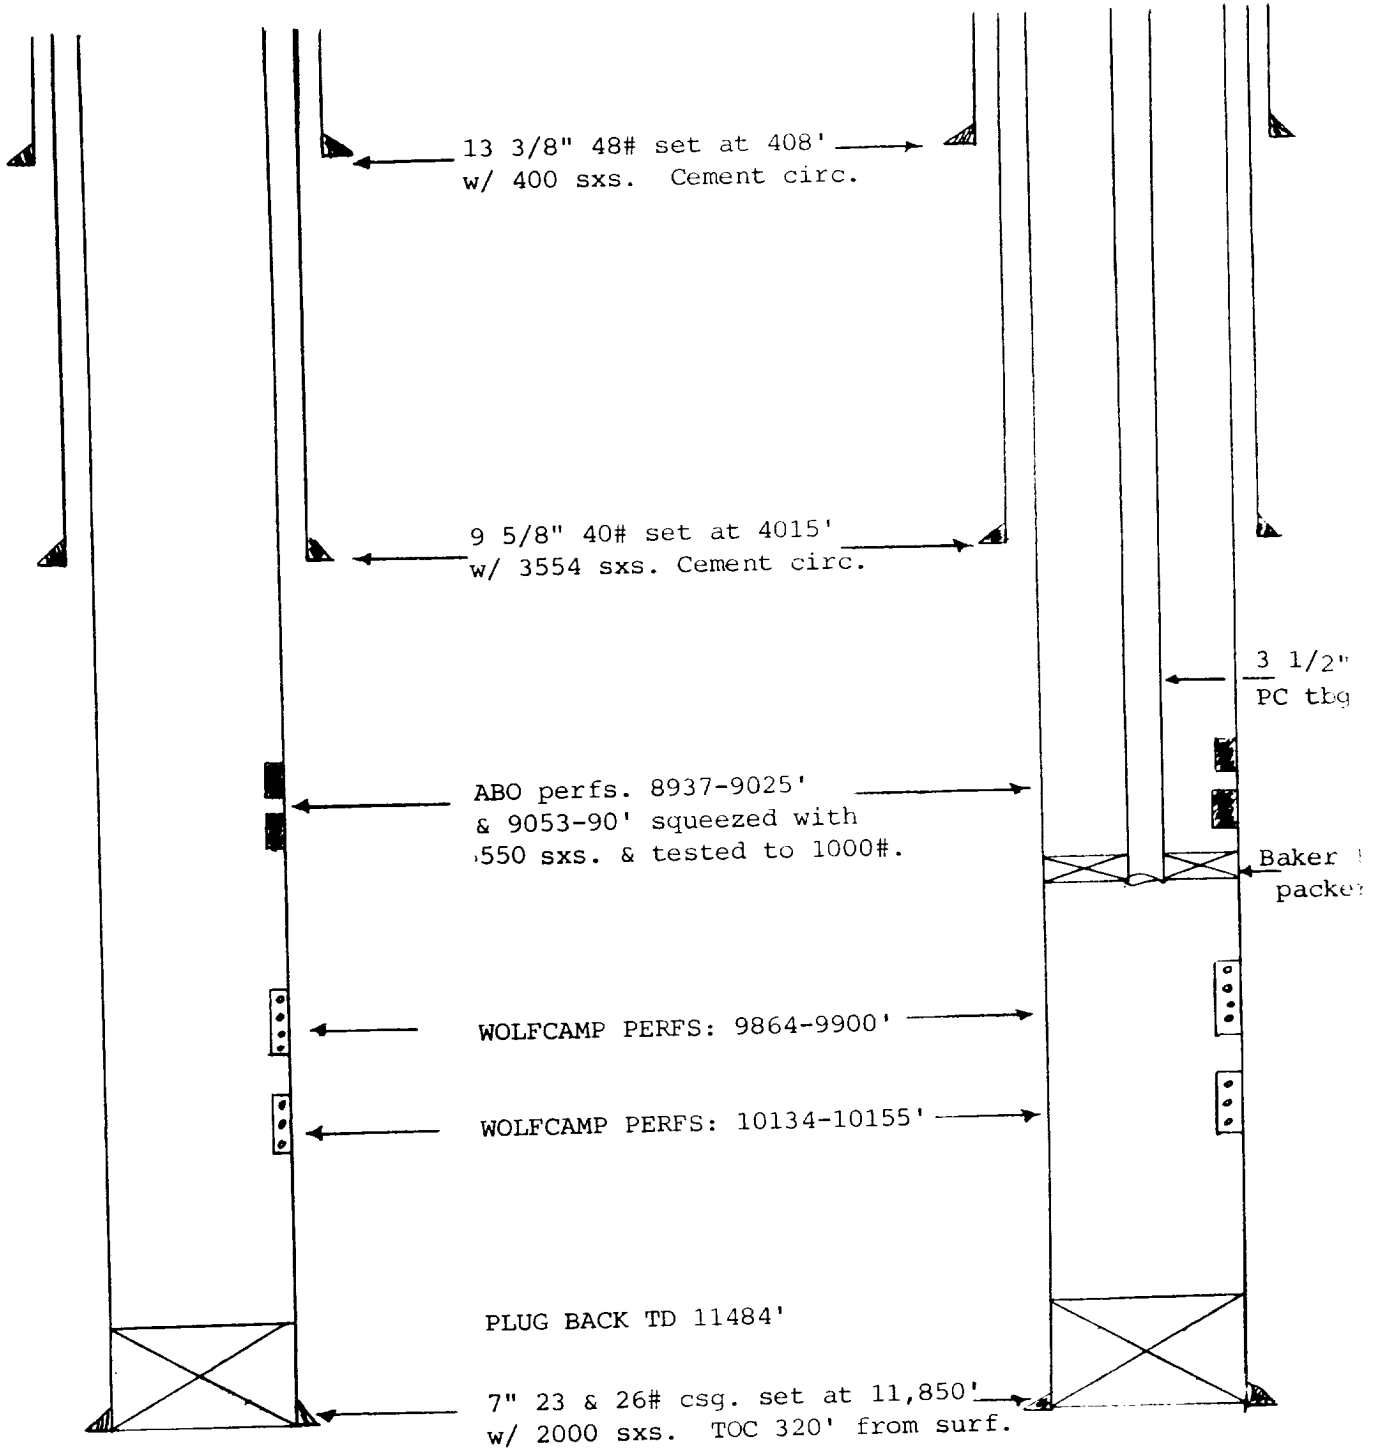 13 3/8" 48# set at 408'
w/ 400 sxs. Cement circ.
9 5/8" 40# set at 4015'
w/ 3554 sxs. Cement circ.
3 1/2"
PC tbg
ABO perfs. 8937-9025'
& 9053-90' squeezed with
550 sxs. & tested to 1000#.
Baker
WOLFCAMP PERFS: 9864-9900'
WOLFCAMP PERFS: 10134-10155'
PLUG BACK TD 11484'
7" 23 & 26# csg. set at 11,850'
w/ 2000 sxs. TOC 320' from surf.